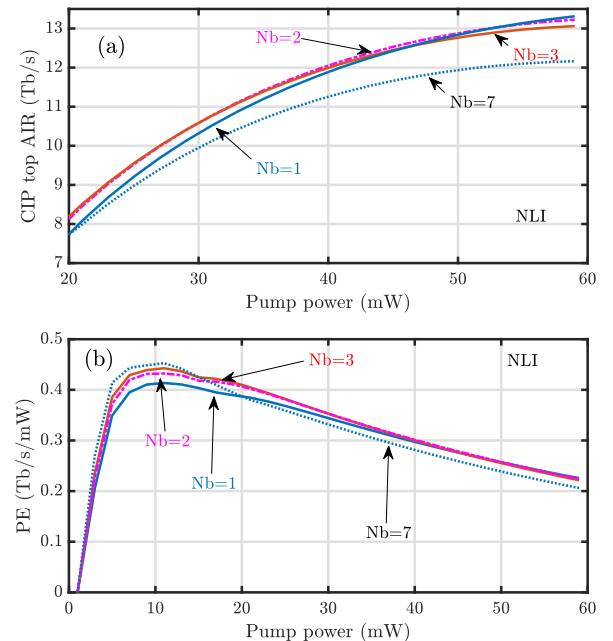 13
12
11
10
9
8
7
CIP top AIR (Tb/s)
(a)
Nb=2
Nb=3
Nb=7
Nb=1
NLI
20
30
40
50
60
Pump power (mW)
0.5
0.4
0.3
0.2
0.1
0
PE (Tb/s/mW)
(b)
Nb=3
NLI
Nb=2
Nb=1
Nb=7
0
10
20
30
40
50
60
Pump power (mW)